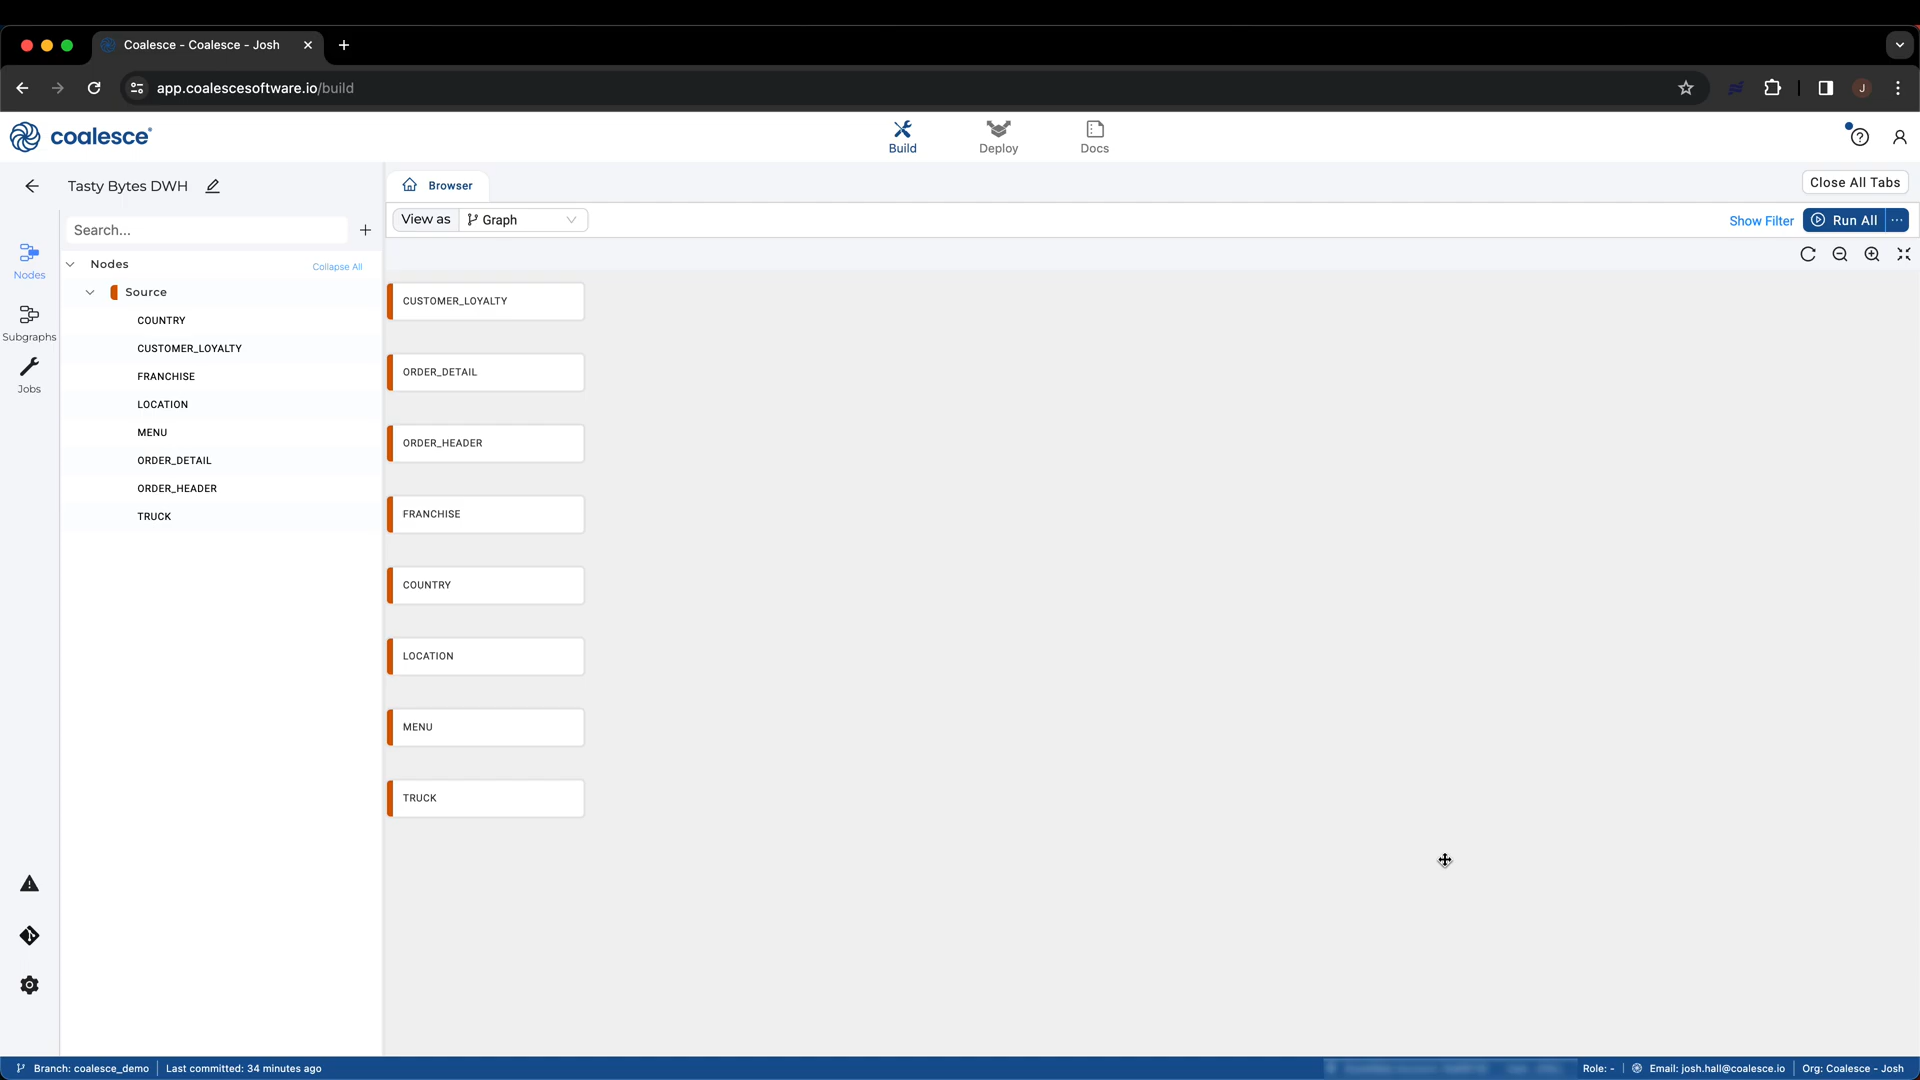 Coalesce - Coalesce - Josh
app.coalescesoftware.io/build
J
coalesce
Build
Deploy
Docs
Tasty Bytes DWH
Browser
Close All Tabs
Search...
View as
Graph
Show Filter
Run All
Nodes
Collapse All
Source
COUNTRY
CUSTOMER_LOYALTY
FRANCHISE
LOCATION
MENU
ORDER_DETAIL
ORDER_HEADER
TRUCK
Nodes
Subgraphs
Jobs
CUSTOMER_LOYALTY
ORDER_DETAIL
ORDER_HEADER
FRANCHISE
COUNTRY
LOCATION
MENU
TRUCK
Branch: coalesce_demo
Last committed: 34 minutes ago
Role: -
Email: josh.hall@coalesce.io
Org: Coalesce - Josh